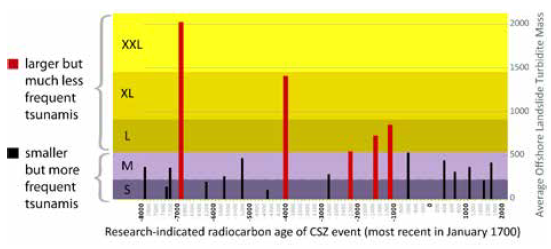 XXL
XL
L
M
S
larger but
much less
frequent
tsunamis
smaller
but more
frequent
tsunamis
2000
1500
1000
500
0
Average Offshore Landslide Turbidite Mass
-8000
-7000
-6000
-5000
-4000
-3000
-2000
-1000
0
1000
2000
Research-indicated radiocarbon age of CSZ event (most recent in January 1700)